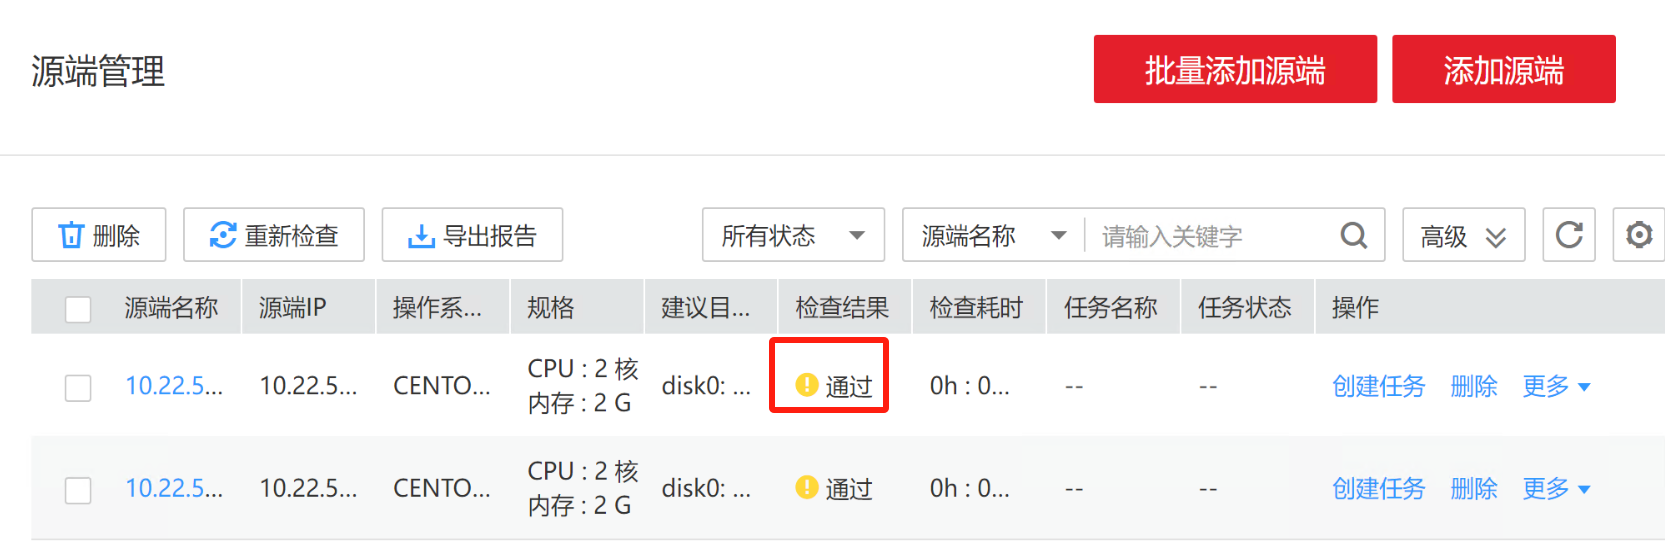 源端管理
批量添加源端
添加源端
删除
重新检查
导出报告
所有状态
源端名称
请输入关键字
高级
源端名称 源端IP 操作系... 规格 建议目... 检查结果 检查耗时 任务名称 任务状态 操作
10.22.5... 10.22.5... CENTO... CPU : 2 核 disk0: ... 通过 0h : 0... -- -- 创建任务 删除 更多
内存 : 2 G
10.22.5... 10.22.5... CENTO... CPU : 2 核 disk0: ... 通过 0h : 0... -- -- 创建任务 删除 更多
内存 : 2 G